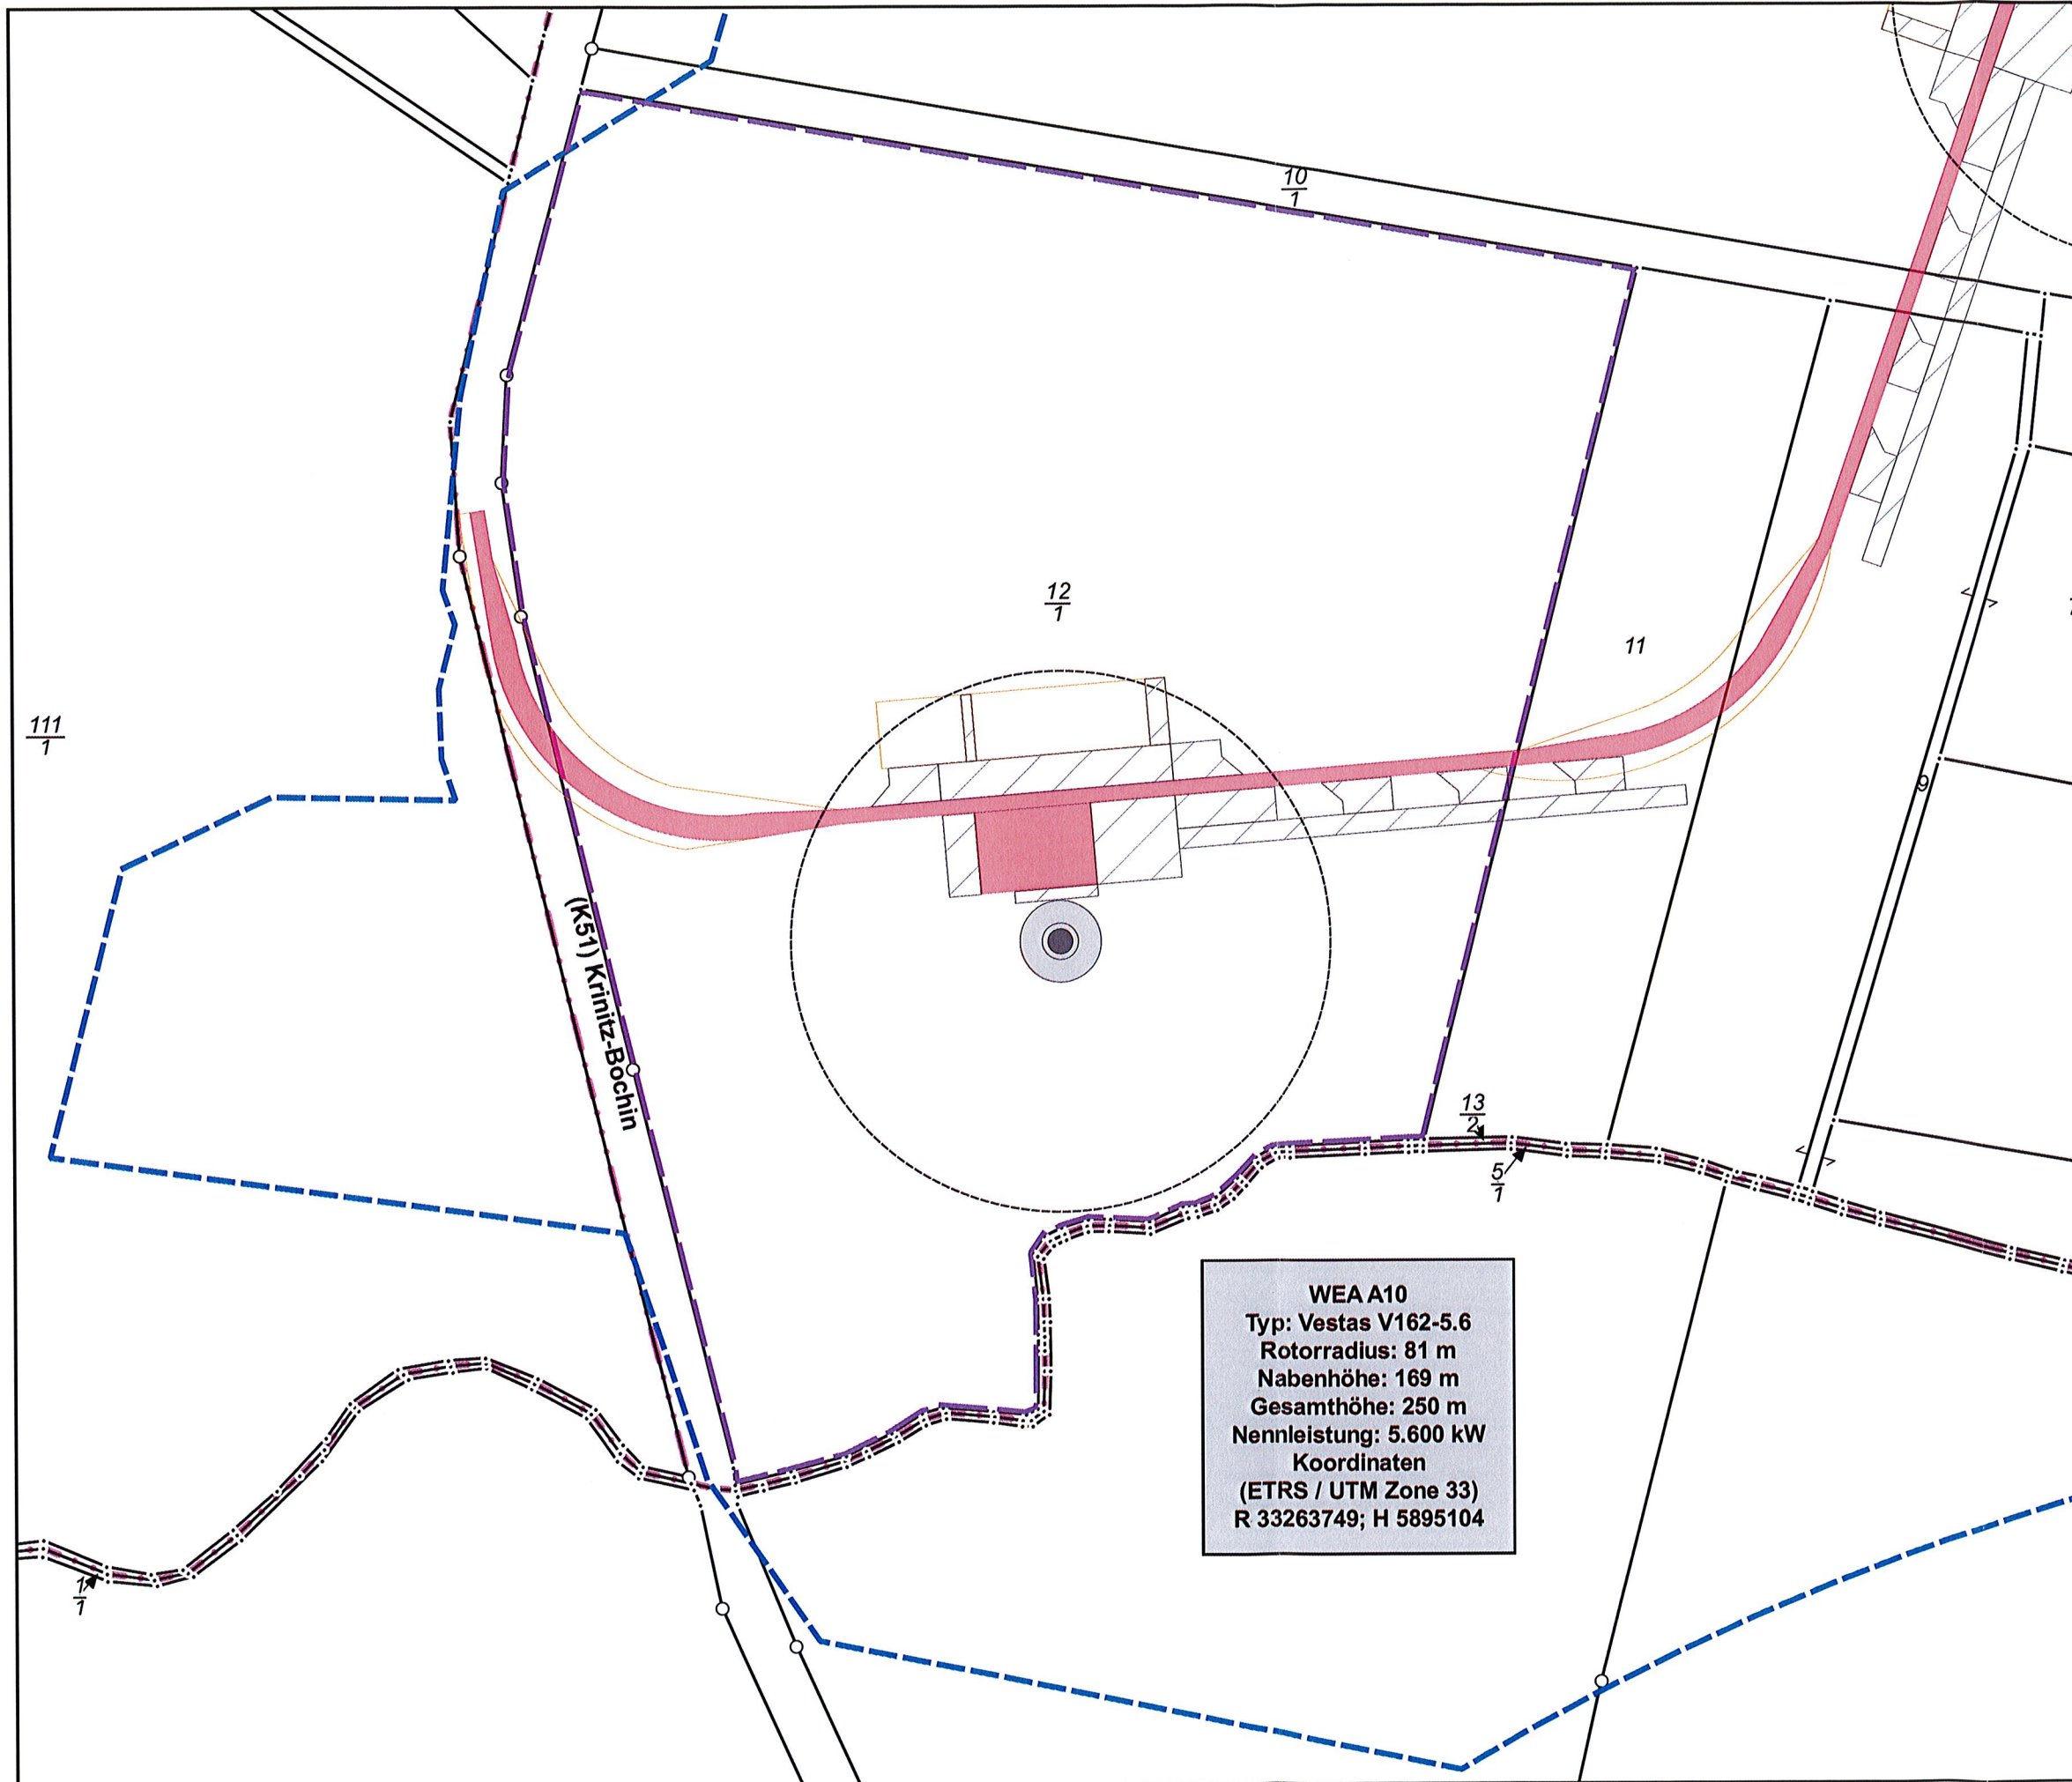 10
1
12
1
11
111
1
9
(K51) Krinitz-Bochin
13
2
5
1
WEA A10
Typ: Vestas V162-5.6
Rotorradius: 81 m
Nabenhöhe: 169 m
Gesamthöhe: 250 m
Nennleistung: 5.600 kW
Koordinaten
(ETRS / UTM Zone 33)
R 33263749; H 5895104
1
1